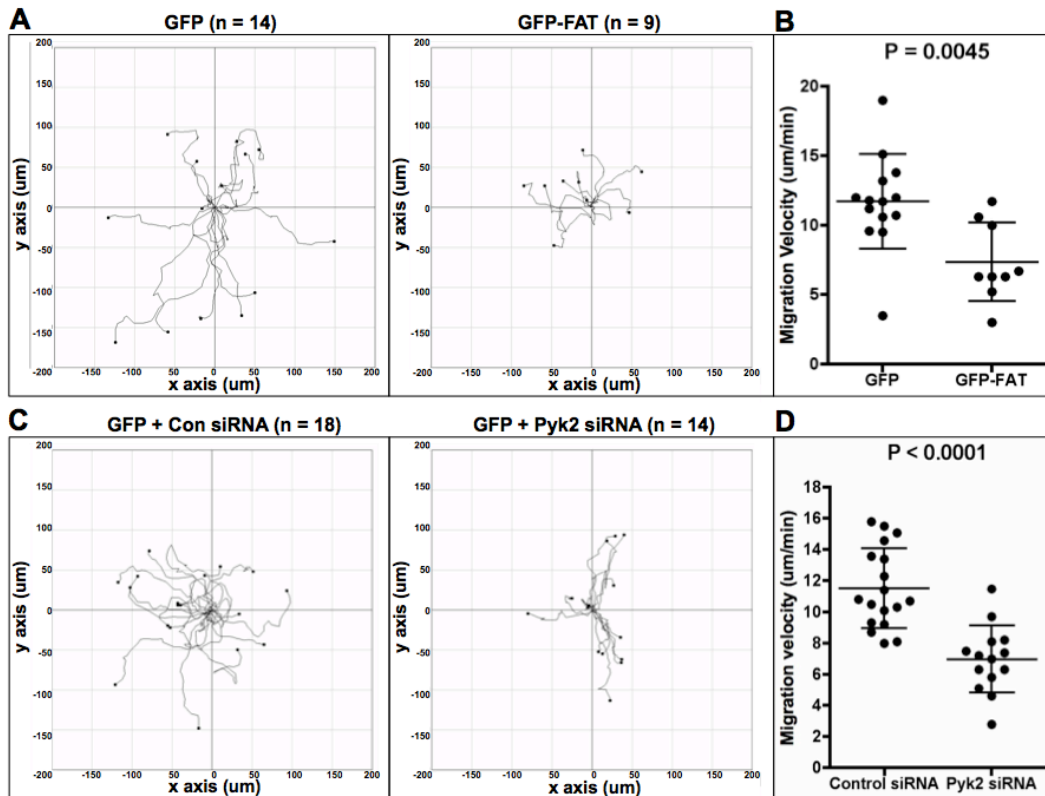 A
GFP (n = 14)
GFP-FAT (n = 9)
B
P = 0.0045
200
150
100
50
0
-50
-100
-150
-200 -150 -100 -50 0 50 100 150 200
y axis (um)
x axis (um)
200
150
100
50
0
-50
-100
-150
-200 -150 -100 -50 0 50 100 150 200
y axis (um)
x axis (um)
20
15
10
5
0
Migration Velocity (um/min)
GFP GFP-FAT
C
GFP + Con siRNA (n = 18)
GFP + Pyk2 siRNA (n = 14)
D
P < 0.0001
200
150
100
50
0
-50
-100
-150
-200 -150 -100 -50 0 50 100 150 200
y axis (um)
x axis (um)
200
150
100
50
0
-50
-100
-150
-200 -150 -100 -50 0 50 100 150 200
y axis (um)
x axis (um)
18
16
14
12
10
8
6
4
2
0
Migration velocity (um/min)
Control siRNA Pyk2 siRNA